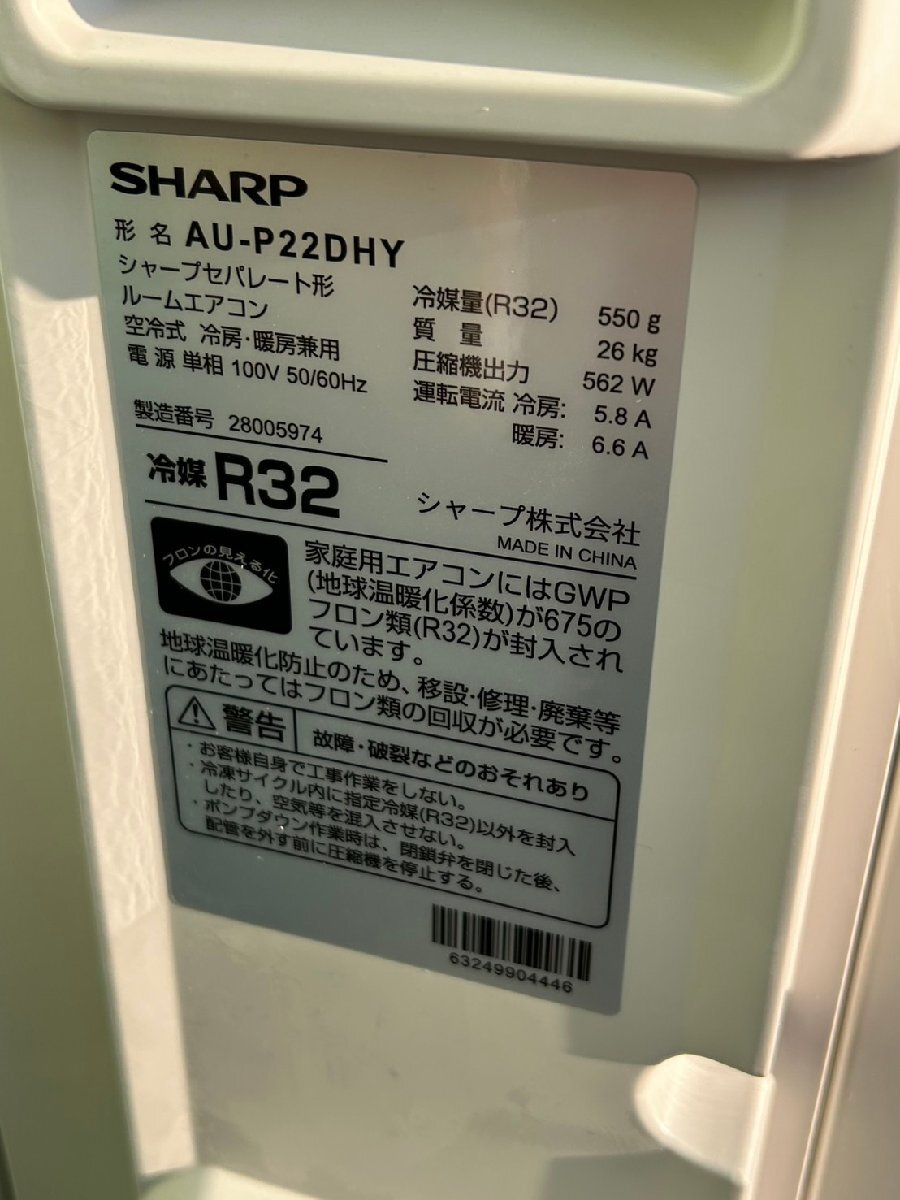 SHARP
形 名 AU-P22DHY
シャープセパレート形
ルームエアコン
空冷式 冷房・暖房兼用
電 源 単相 100V 50/60Hz
製造番号 28005974
冷媒量(R32) 550 g
質 量 26 kg
圧縮機出力 562 W
運転電流 冷房: 5.8 A
暖房: 6.6 A
冷媒 R32
シャープ株式会社
MADE IN CHINA
フロンの見える化
家庭用エアコンにはGWP
(地球温暖化係数)が675の
フロン類(R32)が封入され
ています。
地球温暖化防止のため、移設・修理・廃棄等
にあたってはフロン類の回収が必要です。
警告 故障・破裂などのおそれあり
・お客様自身で工事作業をしない。
・冷凍サイクル内に指定冷媒(R32)以外を封入
したり、空気等を混入させない。
・ポンプダウン作業時は、閉鎖弁を閉じた後、
配管を外す前に圧縮機を停止する。
63249904446